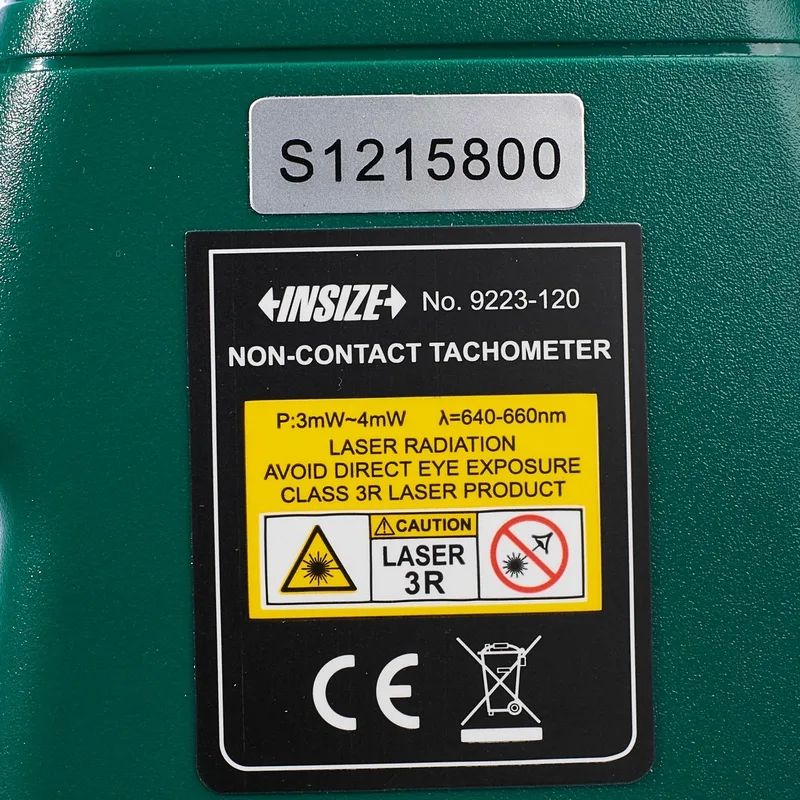 S1215800
INSIZE No. 9223-120
NON-CONTACT TACHOMETER
P:3mW~4mW λ=640-660nm
LASER RADIATION
AVOID DIRECT EYE EXPOSURE
CLASS 3R LASER PRODUCT
CAUTION
LASER
3R
CE